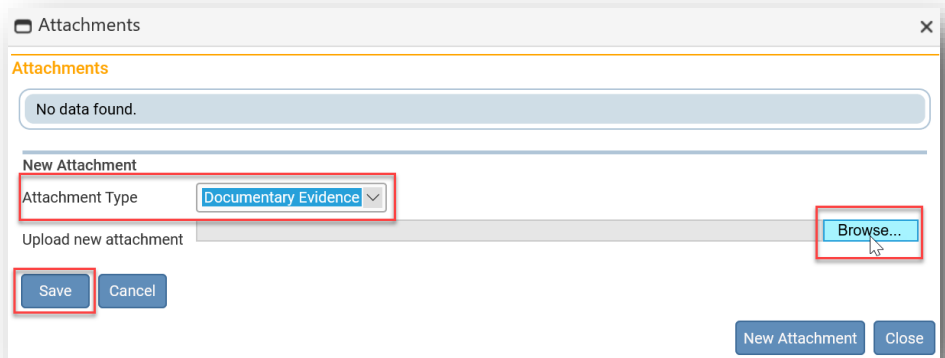 Attachments
Attachments
No data found.
New Attachment
Attachment Type Documentary Evidence
Upload new attachment Browse...
Save Cancel
New Attachment Close